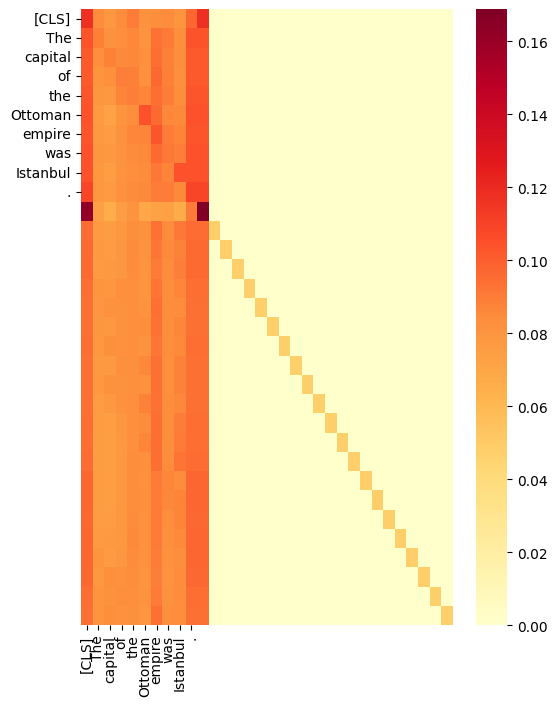 [CLS]
The
capital
of
the
Ottoman
empire
was
Istanbul
.
0.16
0.14
0.12
0.10
0.08
0.06
0.04
0.02
0.00
[CLS]
The
capital
of
the
Ottoman
empire
was
Istanbul
.